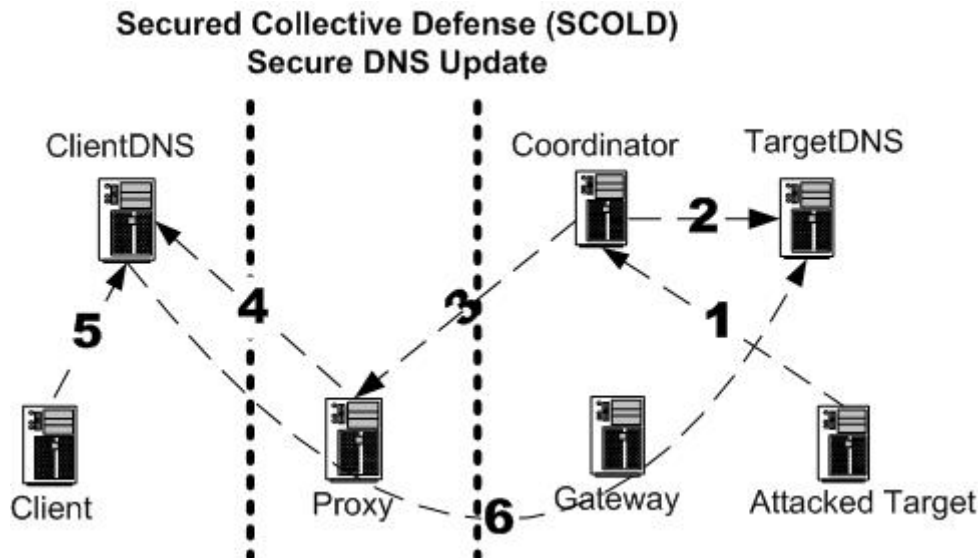 Secured Collective Defense (SCOLD)
Secure DNS Update
ClientDNS
Coordinator
TargetDNS
2
4
3
1
5
Client
Proxy
6
Gateway
Attacked Target